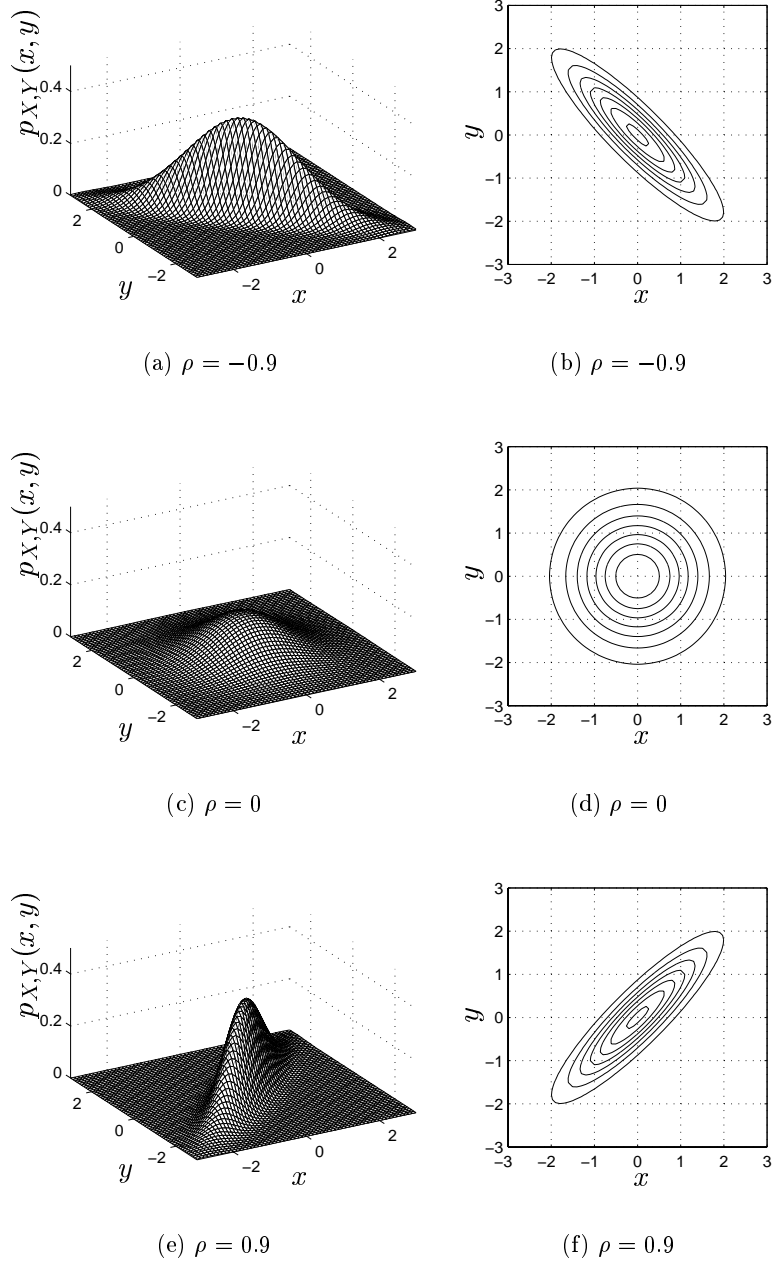 p_{X,Y}(x, y)
0.4
0.2
0
2
0
−2
y
−2
0
2
x
3
2
1
0
−1
−2
−3
y
−3 −2 −1 0 1 2 3
x
(a) ρ = −0.9
(b) ρ = −0.9
p_{X,Y}(x, y)
0.4
0.2
0
2
0
−2
y
−2
0
2
x
3
2
1
0
−1
−2
−3
y
−3 −2 −1 0 1 2 3
x
(c) ρ = 0
(d) ρ = 0
p_{X,Y}(x, y)
0.4
0.2
0
2
0
−2
y
−2
0
2
x
3
2
1
0
−1
−2
−3
y
−3 −2 −1 0 1 2 3
x
(e) ρ = 0.9
(f) ρ = 0.9